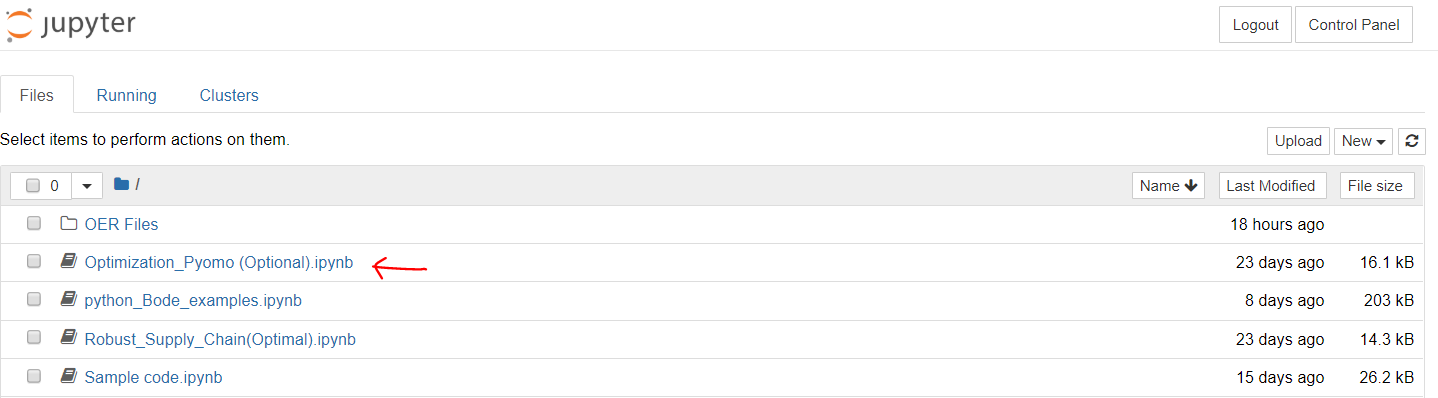 jupyter
Logout Control Panel
Files Running Clusters
Select items to perform actions on them.
Upload New
0 / Name Last Modified File size
OER Files 18 hours ago
Optimization_Pyomo (Optional).ipynb 23 days ago 16.1 kB
python_Bode_examples.ipynb 8 days ago 203 kB
Robust_Supply_Chain(Optimal).ipynb 23 days ago 14.3 kB
Sample code.ipynb 15 days ago 26.2 kB